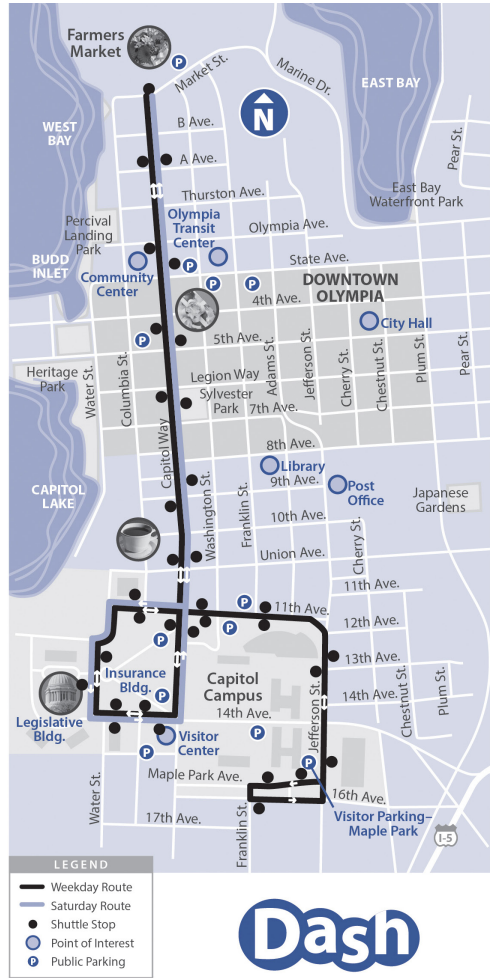 Farmers
Market
P
Market St.
Marine Dr.
EAST BAY
N
WEST
BAY
B Ave.
A Ave.
Pear St.
Thurston Ave.
East Bay
Waterfront Park
Percival
Landing
Park
Olympia
Transit
Center
Olympia Ave.
State Ave.
BUDD
INLET
Community
Center
P
P
P
DOWNTOWN
OLYMPIA
4th Ave.
City Hall
P
5th Ave.
Heritage
Park
Water St.
Columbia St.
Legion Way
Sylvester
Park
7th Ave.
Adams St.
Jefferson St.
Cherry St.
Chestnut St.
Plum St.
Pear St.
Capitol Way
8th Ave.
Library
9th Ave.
Post
Office
CAPITOL
LAKE
Washington St.
Franklin St.
10th Ave.
Japanese
Gardens
Union Ave.
Cherry St.
11th Ave.
P
11th Ave.
P
P
12th Ave.
13th Ave.
Insurance
Bldg.
P
Capitol
Campus
14th Ave.
Chestnut St.
Plum St.
Legislative
Bldg.
14th Ave.
Jefferson St.
Visitor
Center
P
P
P
Maple Park Ave.
16th Ave.
Water St.
17th Ave.
Franklin St.
Visitor Parking–
Maple Park
I-5
LEGEND
Weekday Route
Saturday Route
Shuttle Stop
Point of Interest
P Public Parking
Dash